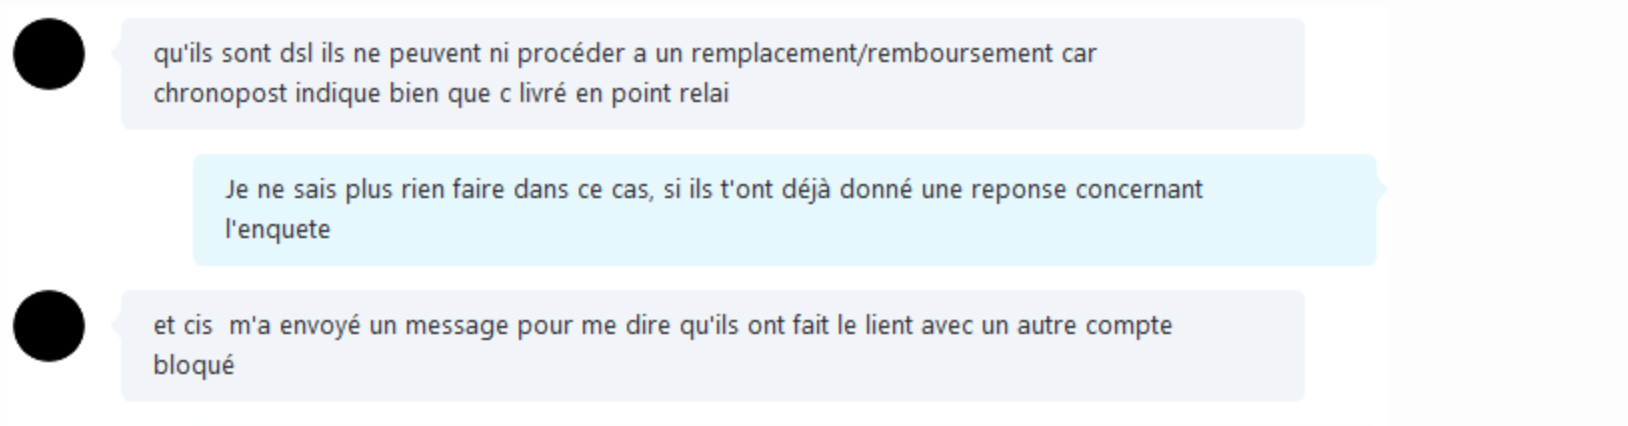 qu'ils sont dsl ils ne peuvent ni procéder a un remplacement/remboursement car
chronopost indique bien que c livré en point relai
Je ne sais plus rien faire dans ce cas, si ils t'ont déjà donné une reponse concernant
l'enquete
et cis  m'a envoyé un message pour me dire qu'ils ont fait le lient avec un autre compte
bloqué